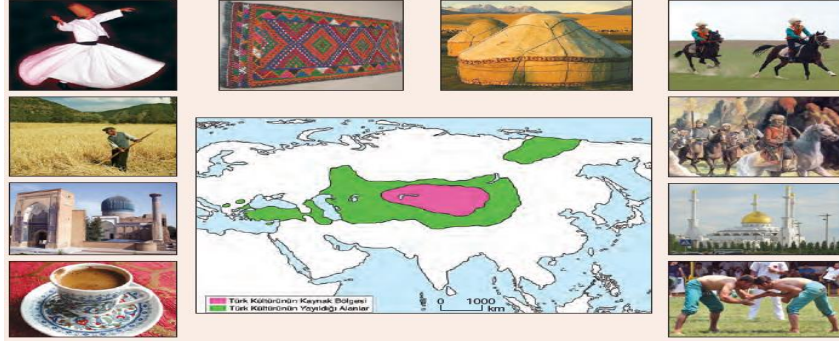 Türk Kültürünün Kaynak Bölgesi
Türk Kültürünün Yayıldığı Alanlar
0 1000
km